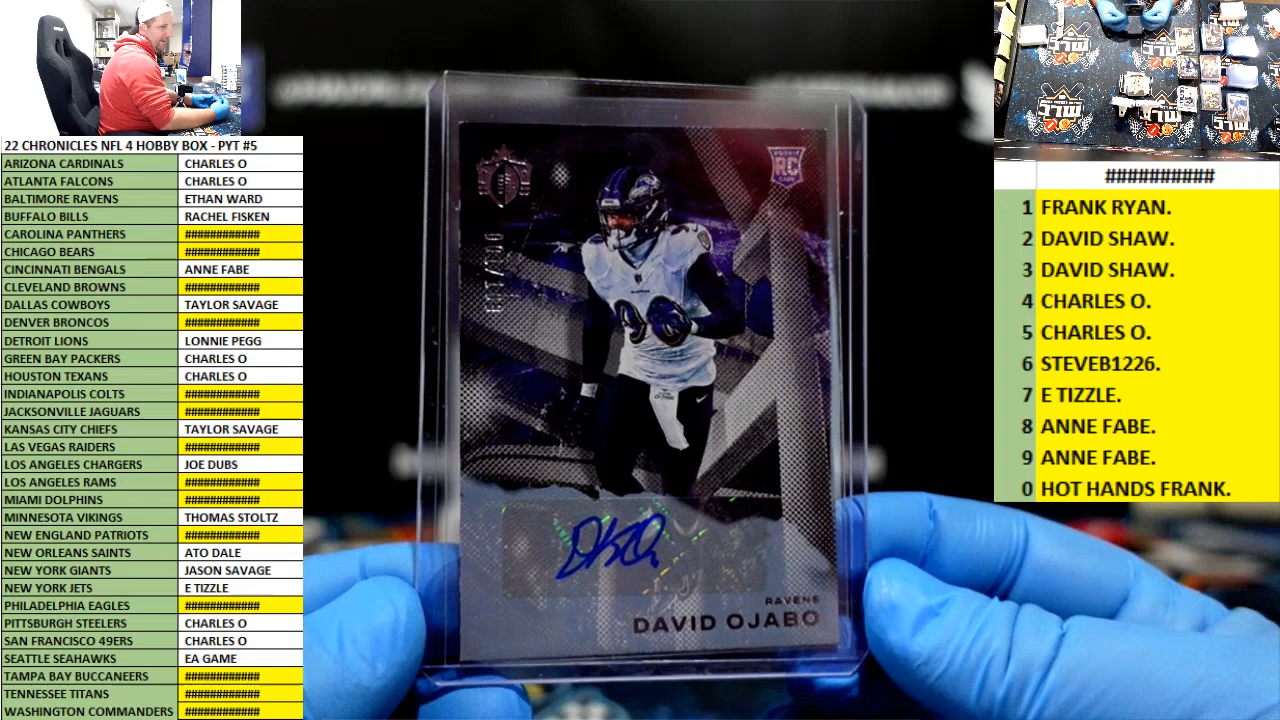 22 CHRONICLES NFL 4 HOBBY BOX - PYT #5
ARIZONA CARDINALS CHARLES O
ATLANTA FALCONS CHARLES O
BALTIMORE RAVENS ETHAN WARD
BUFFALO BILLS RACHEL FISKEN
CAROLINA PANTHERS ############
CHICAGO BEARS ############
CINCINNATI BENGALS ANNE FABE
CLEVELAND BROWNS ############
DALLAS COWBOYS TAYLOR SAVAGE
DENVER BRONCOS ############
DETROIT LIONS LONNIE PEGG
GREEN BAY PACKERS CHARLES O
HOUSTON TEXANS CHARLES O
INDIANAPOLIS COLTS ############
JACKSONVILLE JAGUARS ############
KANSAS CITY CHIEFS TAYLOR SAVAGE
LAS VEGAS RAIDERS ############
LOS ANGELES CHARGERS JOE DUBS
LOS ANGELES RAMS ############
MIAMI DOLPHINS ############
MINNESOTA VIKINGS THOMAS STOLTZ
NEW ENGLAND PATRIOTS ############
NEW ORLEANS SAINTS ATO DALE
NEW YORK GIANTS JASON SAVAGE
NEW YORK JETS E TIZZLE
PHILADELPHIA EAGLES ############
PITTSBURGH STEELERS CHARLES O
SAN FRANCISCO 49ERS CHARLES O
SEATTLE SEAHAWKS EA GAME
TAMPA BAY BUCCANEERS ############
TENNESSEE TITANS ############
WASHINGTON COMMANDERS ############
RC
RAVENS
DAVID OJABO
MLC
##########
1 FRANK RYAN.
2 DAVID SHAW.
3 DAVID SHAW.
4 CHARLES O.
5 CHARLES O.
6 STEVEB1226.
7 E TIZZLE.
8 ANNE FABE.
9 ANNE FABE.
0 HOT HANDS FRANK.